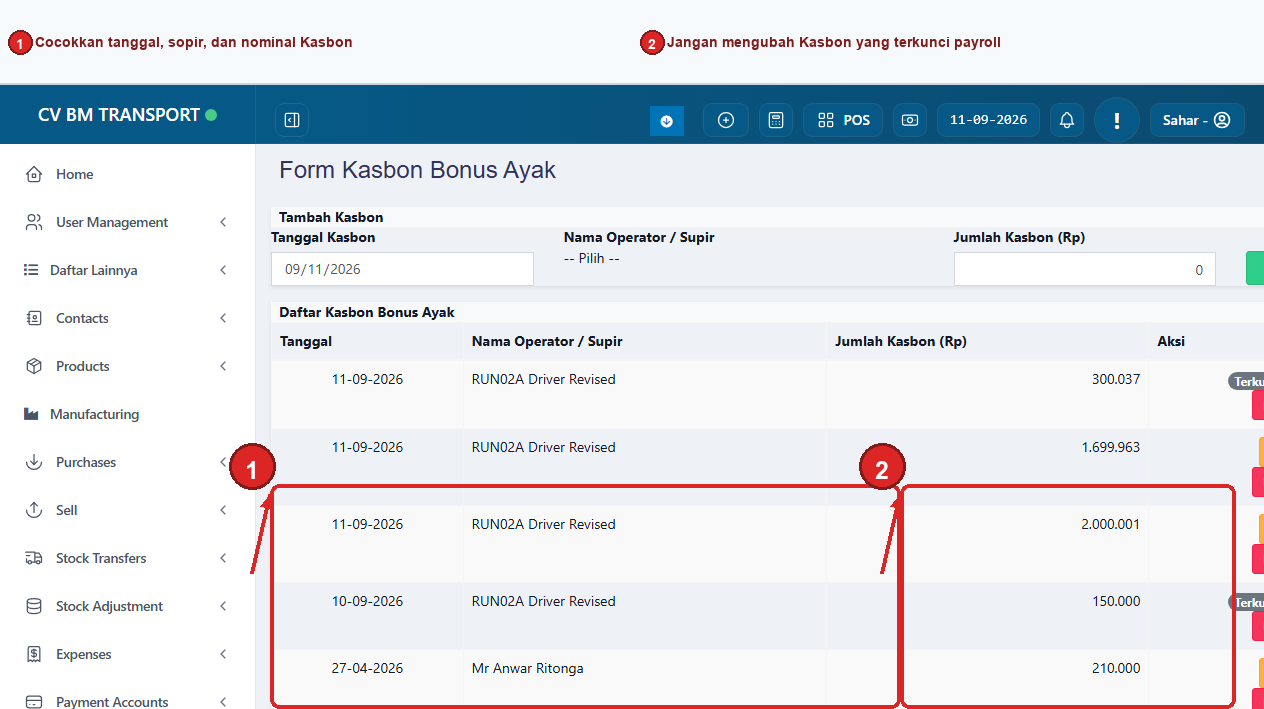 1 Cocokkan tanggal, sopir, dan nominal Kasbon
2 Jangan mengubah Kasbon yang terkunci payroll
CV BM TRANSPORT
POS
11-09-2026
!
Sahar -
Home
User Management
Daftar Lainnya
Contacts
Products
Manufacturing
Purchases
Sell
Stock Transfers
Stock Adjustment
Expenses
Payment Accounts
Form Kasbon Bonus Ayak
Tambah Kasbon
Tanggal Kasbon
09/11/2026
Nama Operator / Supir
-- Pilih --
Jumlah Kasbon (Rp)
0
Daftar Kasbon Bonus Ayak
Tanggal Nama Operator / Supir Jumlah Kasbon (Rp) Aksi
11-09-2026 RUN02A Driver Revised 300.037 Terku
11-09-2026 RUN02A Driver Revised 1.699.963
1
2
11-09-2026 RUN02A Driver Revised 2.000.001
10-09-2026 RUN02A Driver Revised 150.000 Terku
27-04-2026 Mr Anwar Ritonga 210.000